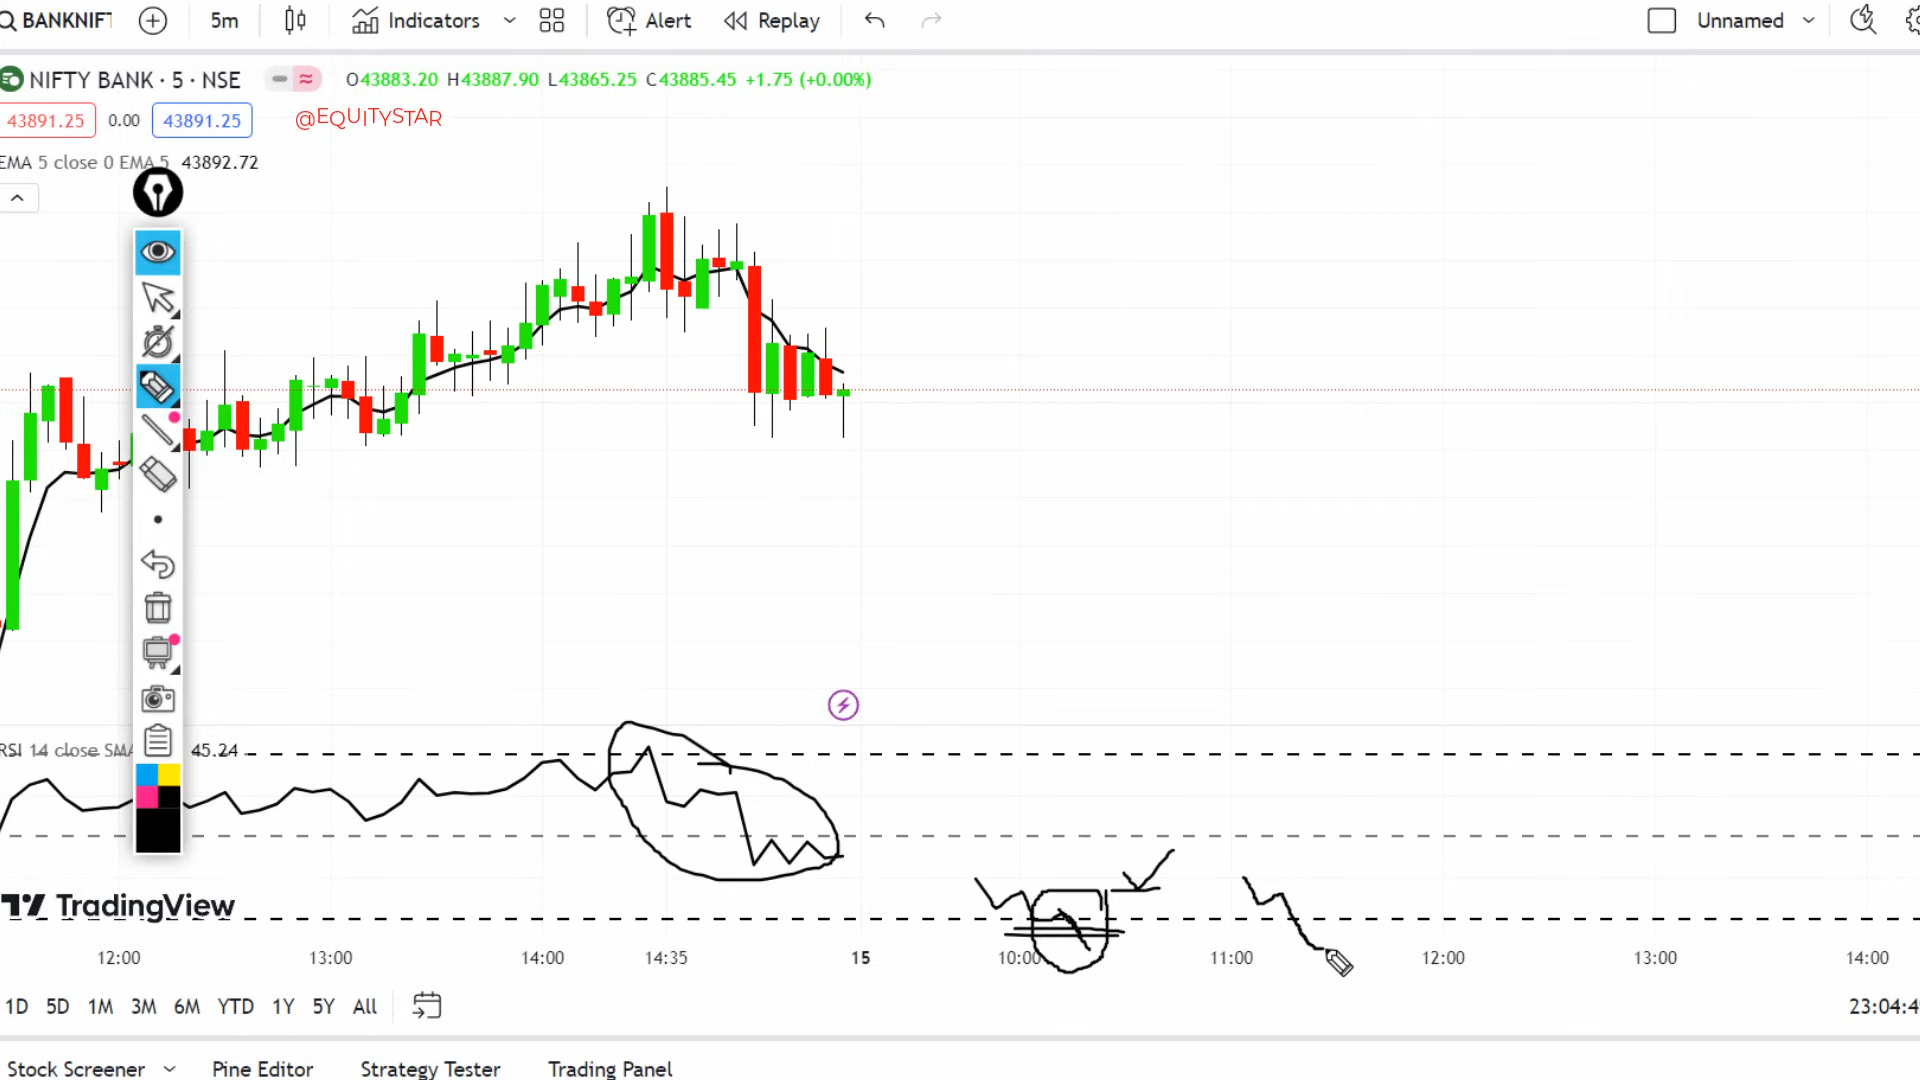 BANKNIFT 5m Indicators Alert Replay Unnamed
NIFTY BANK · 5 · NSE O43883.20 H43887.90 L43865.25 C43885.45 +1.75 (+0.00%)
43891.25 0.00 43891.25 @EQUITYSTAR
EMA 5 close 0 EMA 5 43892.72
RSI 14 close SMA 45.24
TradingView
12:00 13:00 14:00 14:35 15 10:00 11:00 12:00 13:00 14:00
1D 5D 1M 3M 6M YTD 1Y 5Y All 23:04:4
Stock Screener Pine Editor Strategy Tester Trading Panel